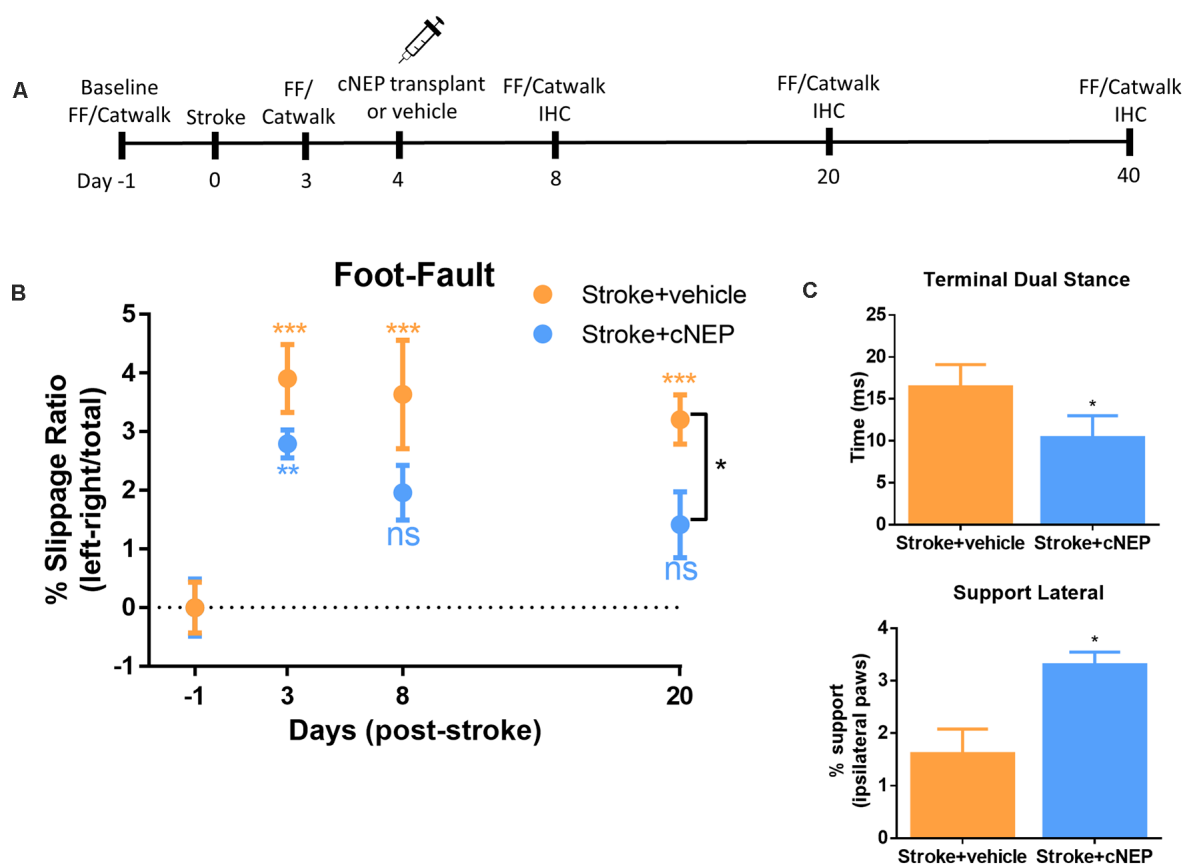 A
Baseline
FF/Catwalk
Stroke
FF/
Catwalk
cNEP transplant
or vehicle
FF/Catwalk
IHC
FF/Catwalk
IHC
FF/Catwalk
IHC
Day -1
0
3
4
8
20
40
B
Foot-Fault
Stroke+vehicle
Stroke+cNEP
% Slippage Ratio
(left-right/total)
5
4
3
2
1
0
-1
***
**
***
ns
***
*
ns
-1
3
8
20
Days (post-stroke)
C
Terminal Dual Stance
Time (ms)
25
20
15
10
5
0
*
Stroke+vehicle
Stroke+cNEP
Support Lateral
% support
(ipsilateral paws)
4
3
2
1
0
*
Stroke+vehicle
Stroke+cNEP